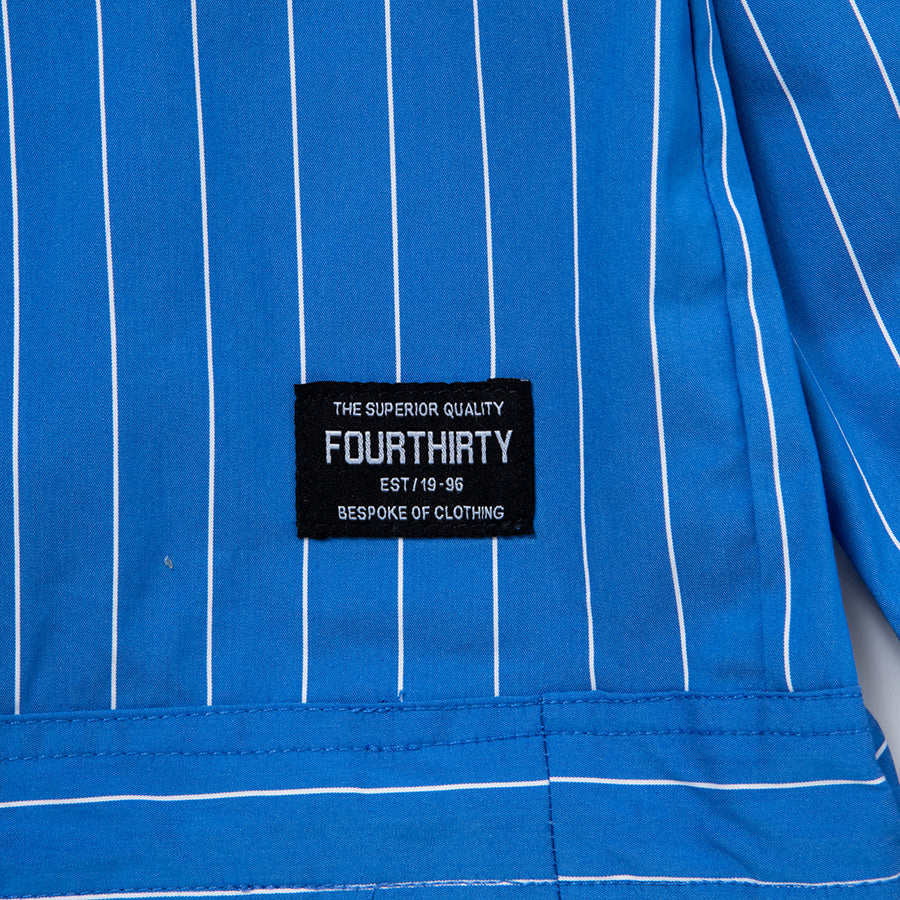 THE SUPERIOR QUALITY
FOURTHIRTY
EST / 19 - 96
BESPOKE OF CLOTHING